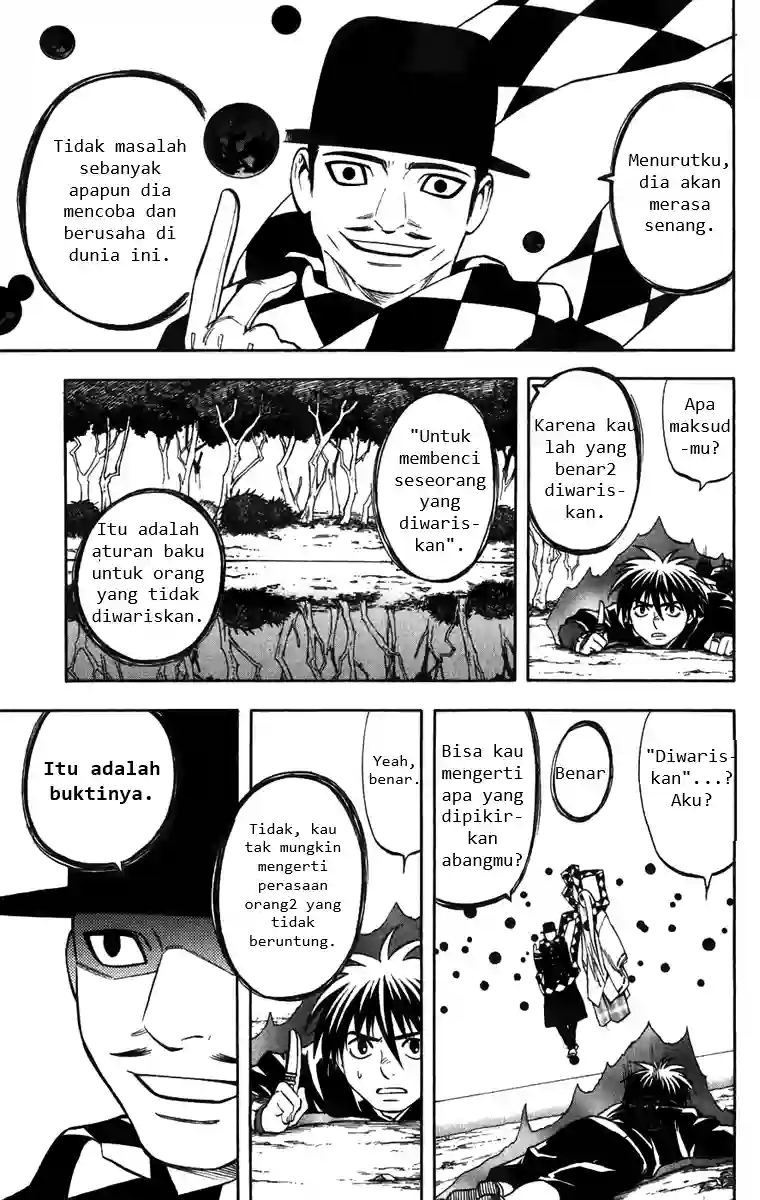 Menurutku,
dia akan
merasa
senang.
Tidak masalah
sebanyak
apapun dia
mencoba dan
berusaha di
dunia ini.
Apa
maksud
-mu?
Karena kau
lah yang
benar2
diwaris-
kan.
"Untuk
membenci
seseorang
yang
diwaris-
kan".
Itu adalah
aturan baku
untuk orang
yang tidak
diwariskan.
"Diwaris-
kan"...?
Aku?
Benar
Bisa kau
mengerti
apa yang
dipikir-
kan
abangmu?
Yeah,
benar.
Tidak, kau
tak mungkin
mengerti
perasaan
orang2 yang
tidak
beruntung.
Itu adalah
buktinya.